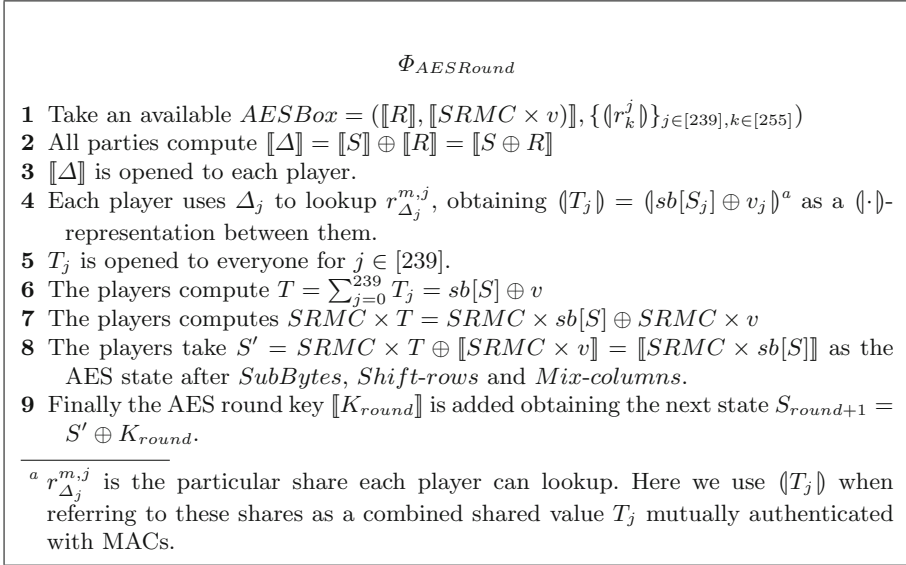 Φ_AESRound
1 Take an available AESBox = (⟦R⟧, ⟦SRMC × v)⟧, {⦇r_k^j⦈}_{j∈[239],k∈[255]})
2 All parties compute ⟦Δ⟧ = ⟦S⟧ ⊕ ⟦R⟧ = ⟦S ⊕ R⟧
3 ⟦Δ⟧ is opened to each player.
4 Each player uses Δ_j to lookup r_{Δ_j}^{m,j}, obtaining ⦇T_j⦈ = ⦇sb[S_j] ⊕ v_j⦈^a as a ⦇·⦈-
representation between them.
5 T_j is opened to everyone for j ∈ [239].
6 The players compute T = ∑_{j=0}^{239} T_j = sb[S] ⊕ v
7 The players computes SRMC × T = SRMC × sb[S] ⊕ SRMC × v
8 The players take S′ = SRMC × T ⊕ ⟦SRMC × v⟧ = ⟦SRMC × sb[S]⟧ as the
AES state after SubBytes, Shift-rows and Mix-columns.
9 Finally the AES round key ⟦K_round⟧ is added obtaining the next state S_{round+1} =
S′ ⊕ K_round.
a r_{Δ_j}^{m,j} is the particular share each player can lookup. Here we use ⦇T_j⦈ when
referring to these shares as a combined shared value T_j mutually authenticated
with MACs.